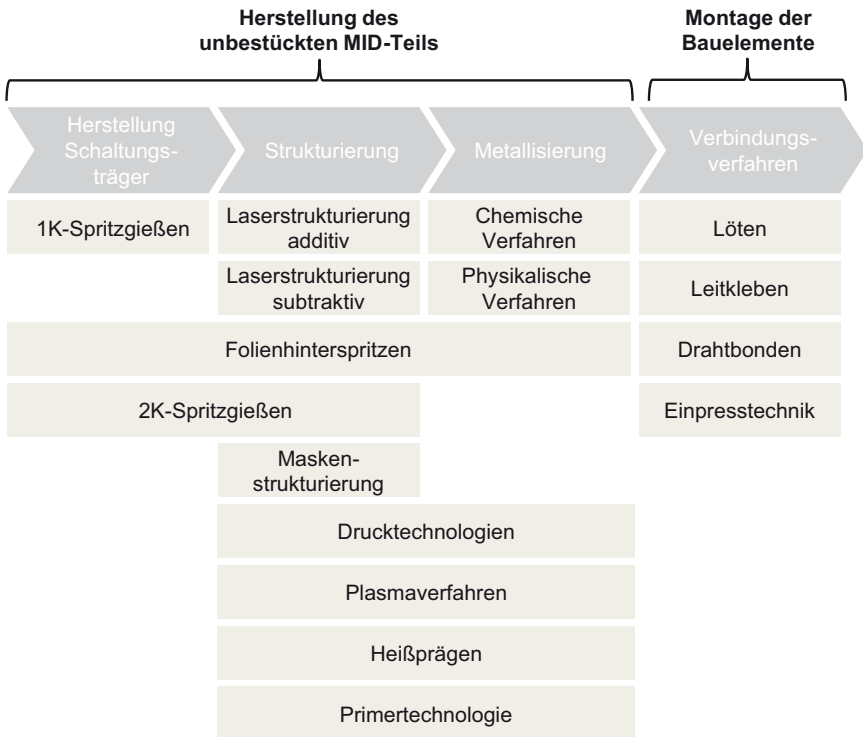 Herstellung des
unbestückten MID-Teils
Montage der
Bauelemente
Herstellung
Schaltungs-
träger
Strukturierung
Metallisierung
Verbindungs-
verfahren
1K-Spritzgießen
Laserstrukturierung
additiv
Chemische
Verfahren
Löten
Laserstrukturierung
subtraktiv
Physikalische
Verfahren
Leitkleben
Folienhinterspritzen
Drahtbonden
2K-Spritzgießen
Einpresstechnik
Masken-
strukturierung
Drucktechnologien
Plasmaverfahren
Heißprägen
Primertechnologie